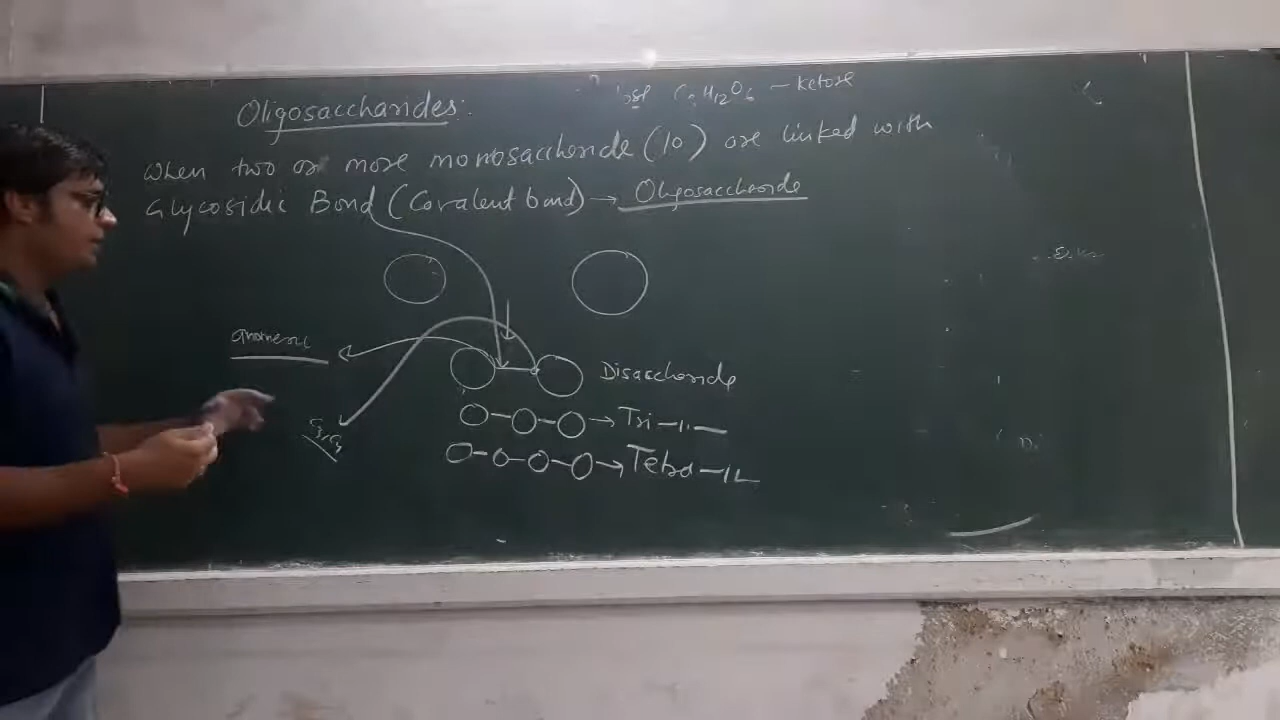 C6H12O6 — Ketose
Oligosaccharides:
When two or more monosaccharide (10) are linked with
Glycosidic Bond (Covalent bond) → Oligosaccharide
anomeric
Disaccharide
→ Tri —〃—
→ Tetra —〃—